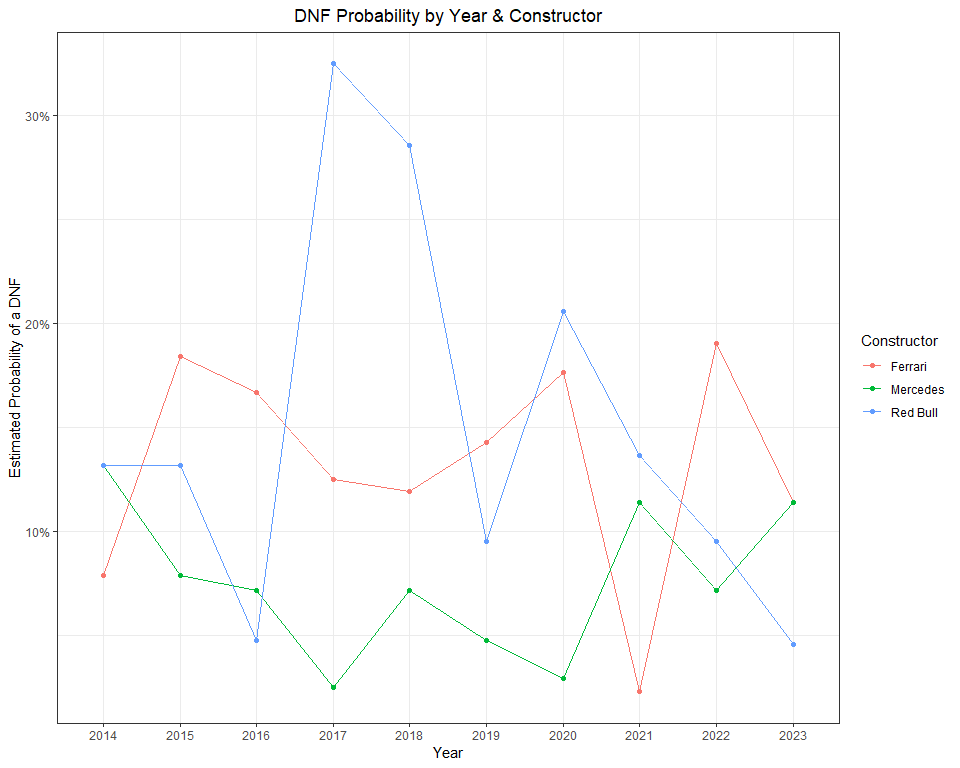 DNF Probability by Year & Constructor
Estimated Probability of a DNF
30%
20%
10%
2014 2015 2016 2017 2018 2019 2020 2021 2022 2023
Year
Constructor
Ferrari
Mercedes
Red Bull